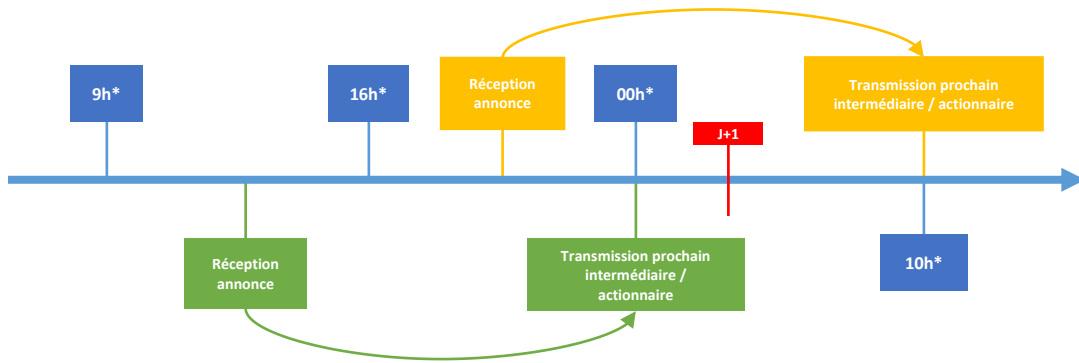 9h*
16h*
Réception
annonce
00h*
J+1
Transmission prochain
intermédiaire / actionnaire
Réception
annonce
Transmission prochain
intermédiaire /
actionnaire
10h*